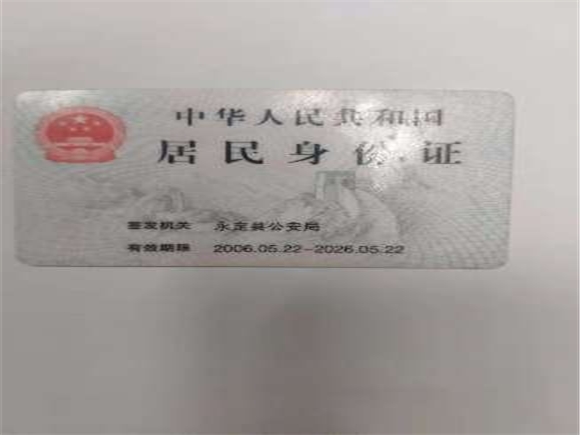 中华人民共和国
居民身份证
签发机关 永定县公安局
有效期限 2006.05.22-2026.05.22